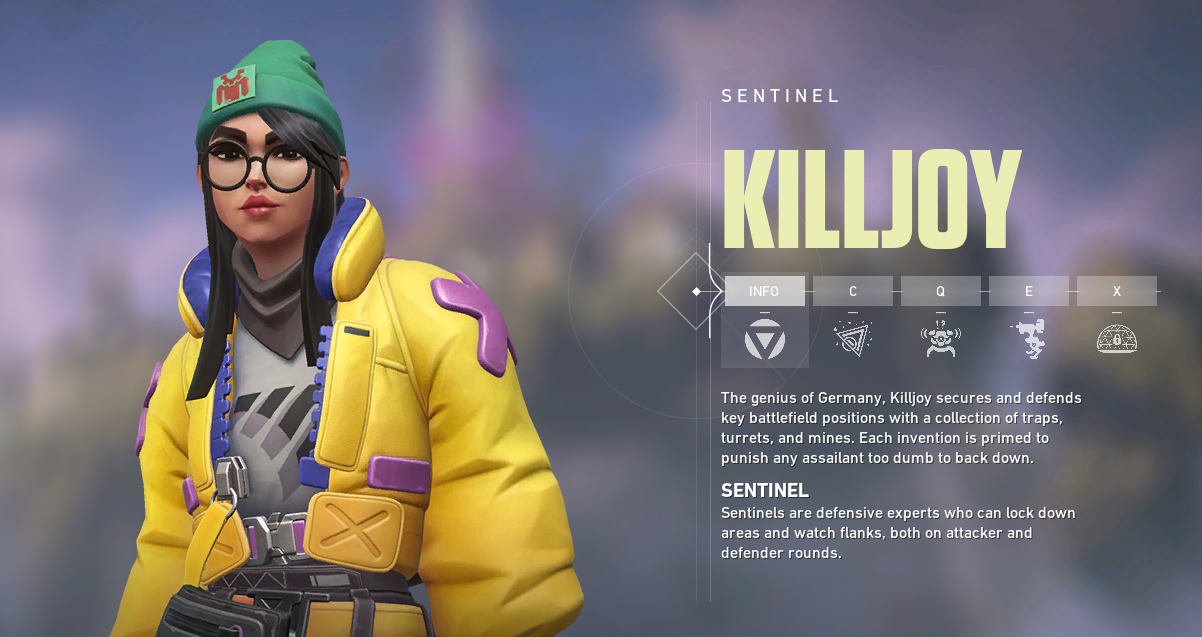 SENTINEL
KILLJOY
INFO C Q E X
The genius of Germany, Killjoy secures and defends
key battlefield positions with a collection of traps,
turrets, and mines. Each invention is primed to
punish any assailant too dumb to back down.
SENTINEL
Sentinels are defensive experts who can lock down
areas and watch flanks, both on attacker and
defender rounds.